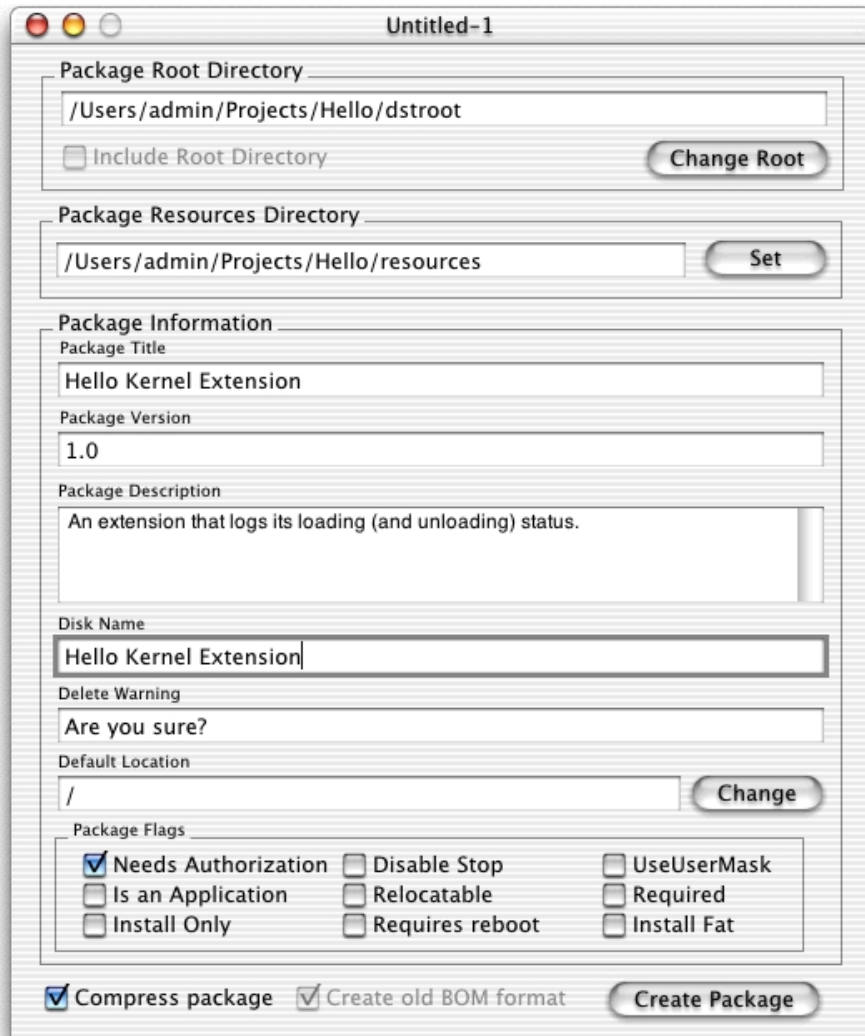 Untitled-1
Package Root Directory
/Users/admin/Projects/Hello/dstroot
Include Root Directory
Change Root
Package Resources Directory
/Users/admin/Projects/Hello/resources
Set
Package Information
Package Title
Hello Kernel Extension
Package Version
1.0
Package Description
An extension that logs its loading (and unloading) status.
Disk Name
Hello Kernel Extension
Delete Warning
Are you sure?
Default Location
/
Change
Package Flags
Needs Authorization Disable Stop UseUserMask
Is an Application Relocatable Required
Install Only Requires reboot Install Fat
Compress package Create old BOM format Create Package